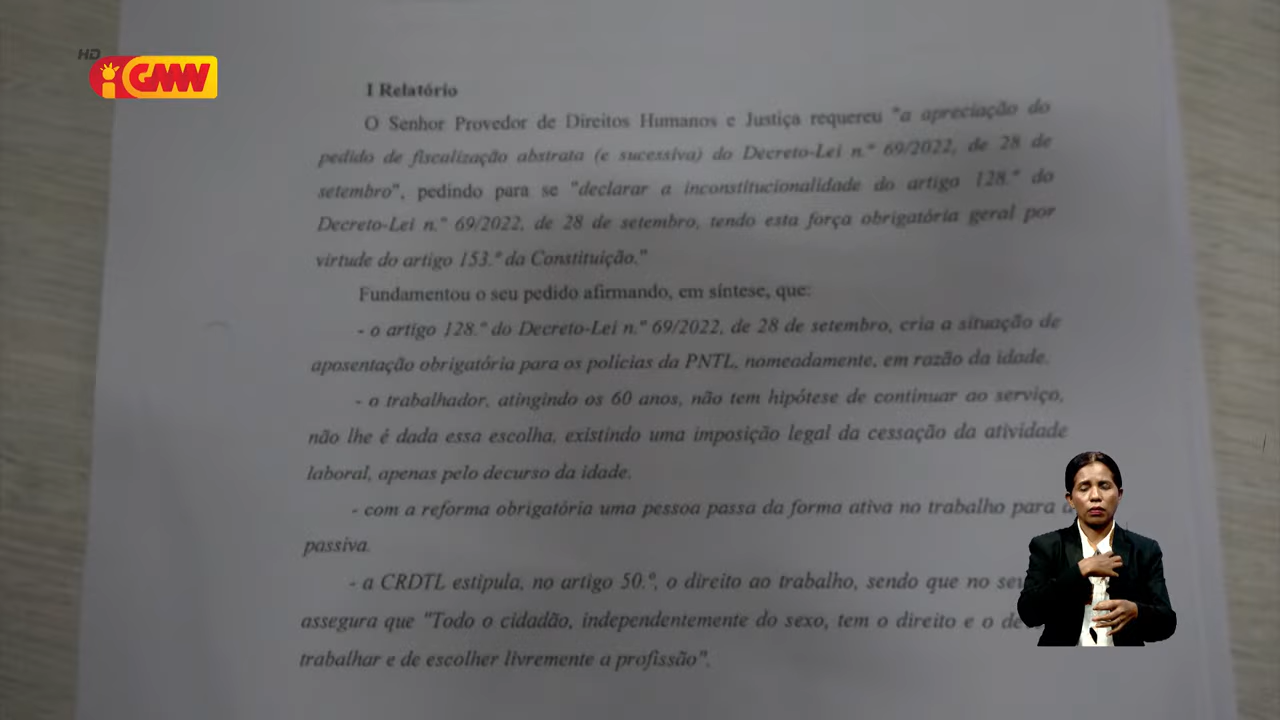 HD
GMN
I Relatório
O Senhor Provedor de Direitos Humanos e Justiça requereu "a apreciação do
pedido de fiscalização abstrata (e sucessiva) do Decreto-Lei n.º 69/2022, de 28 de
setembro", pedindo para se "declarar a inconstitucionalidade do artigo 128.º do
Decreto-Lei n.º 69/2022, de 28 de setembro, tendo esta força obrigatória geral por
virtude do artigo 153.º da Constituição."
Fundamentou o seu pedido afirmando, em síntese, que:
- o artigo 128.º do Decreto-Lei n.º 69/2022, de 28 de setembro, cria a situação de
aposentação obrigatória para os polícias da PNTL, nomeadamente, em razão da idade.
- o trabalhador, atingindo os 60 anos, não tem hipótese de continuar ao serviço,
não lhe é dada essa escolha, existindo uma imposição legal da cessação da atividade
laboral, apenas pelo decurso da idade.
- com a reforma obrigatória uma pessoa passa da forma ativa no trabalho para
passiva.
- a CRDTL estipula, no artigo 50.º, o direito ao trabalho, sendo que no
assegura que "Todo o cidadão, independentemente do sexo, tem o direito e o
trabalhar e de escolher livremente a profissão".